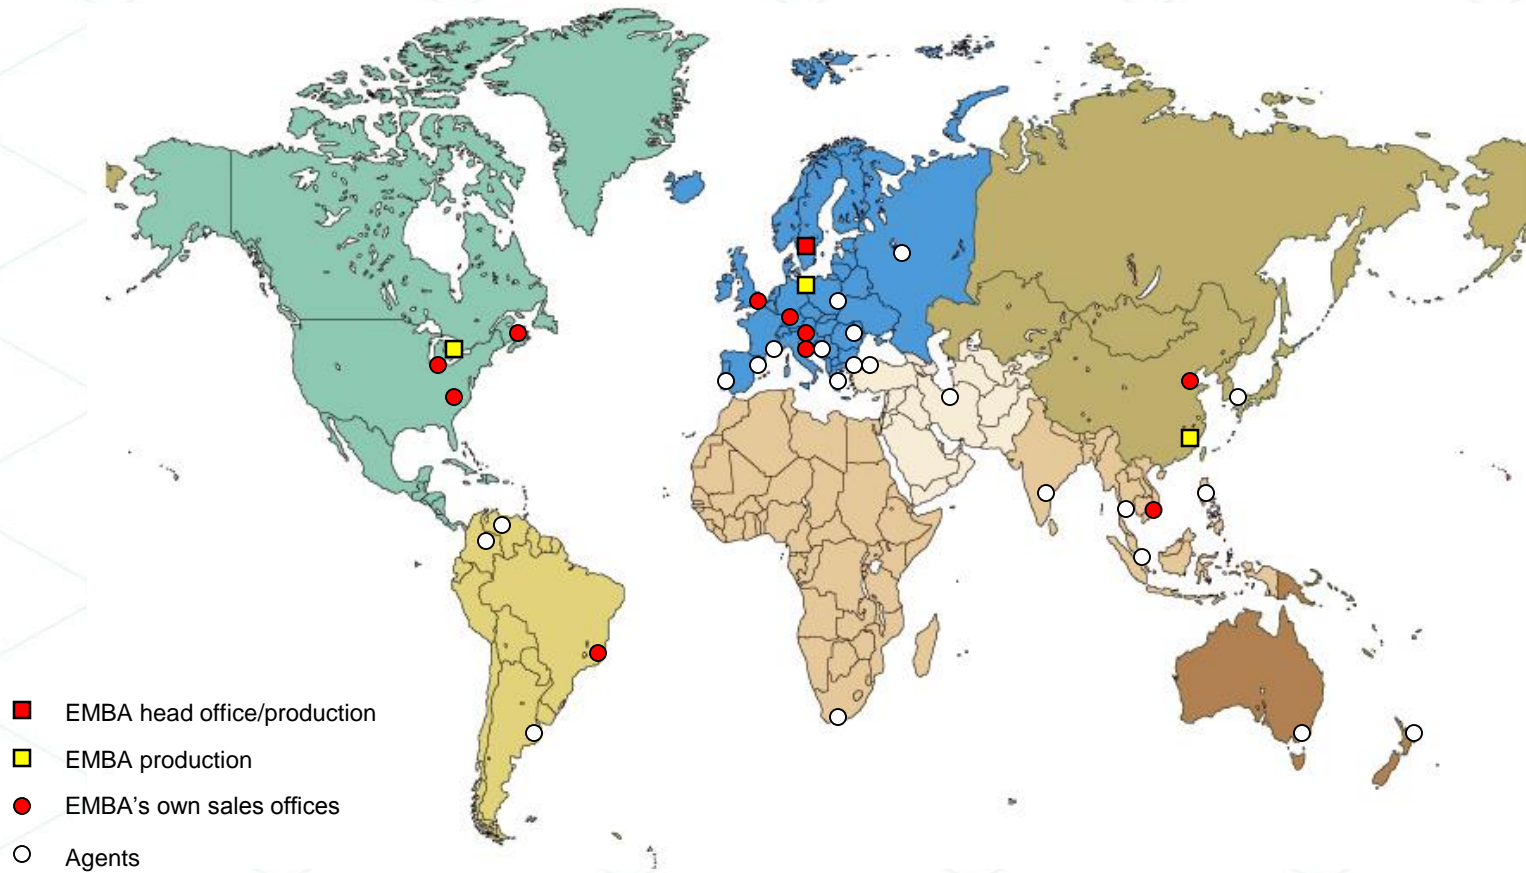 EMBA head office/production
EMBA production
EMBA’s own sales offices
Agents